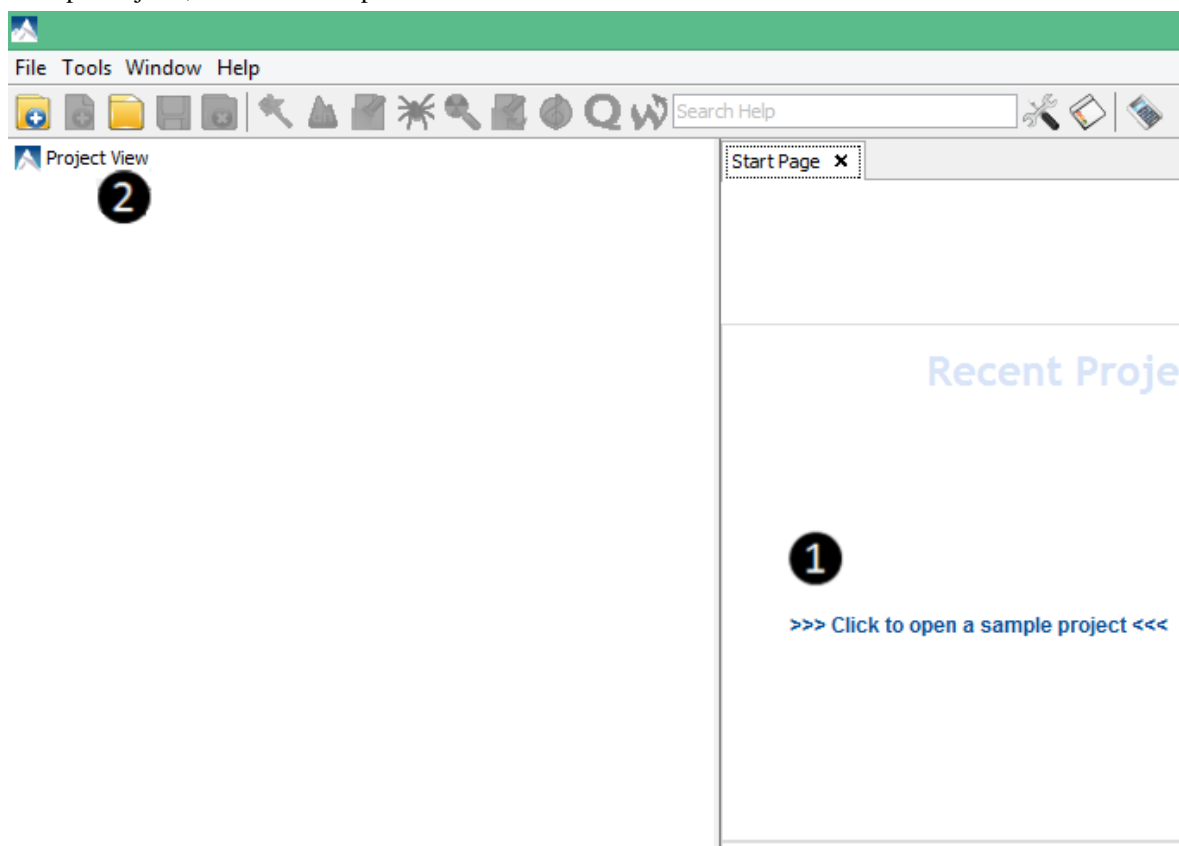 File Tools Window Help
Search Help
Project View
Start Page
2
Recent Proje
1
>>> Click to open a sample project <<<